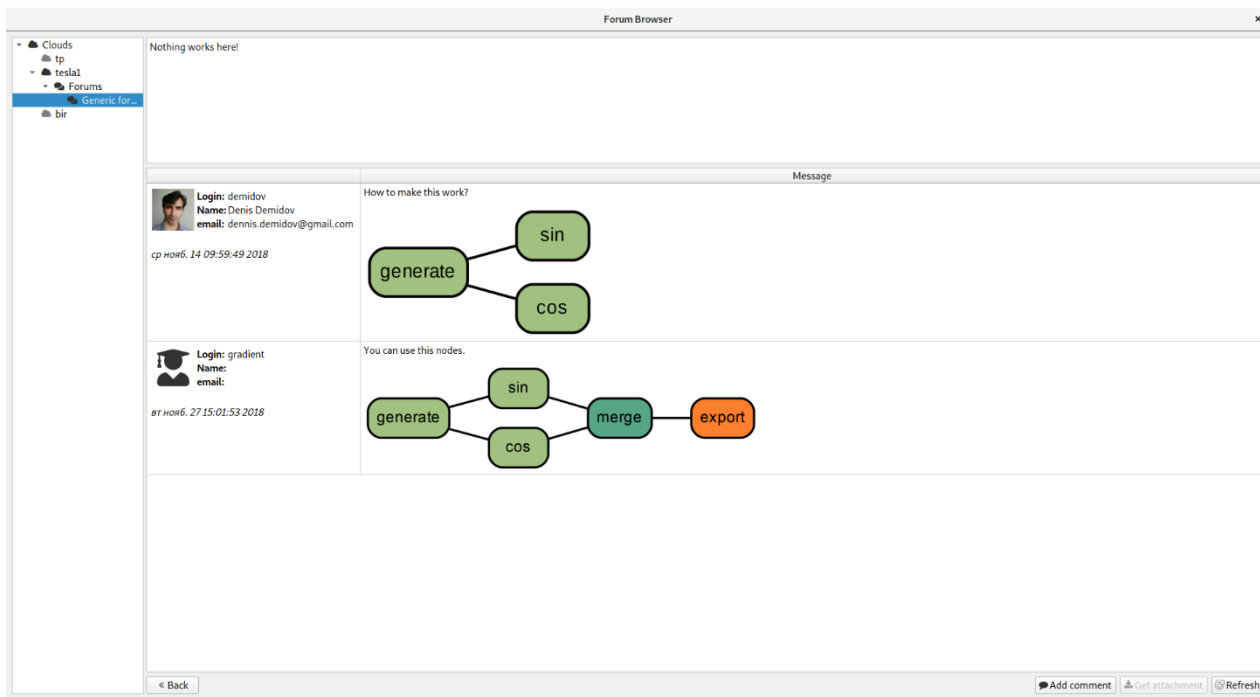 Forum Browser
Clouds
tp
tesla1
Forums
Generic for...
bir
Nothing works here!
Message
Login: demidov
Name: Denis Demidov
email: dennis.demidov@gmail.com
ср нояб. 14 09:59:49 2018
How to make this work?
generate
sin
cos
Login: gradient
Name:
email:
вт нояб. 27 15:01:53 2018
You can use this nodes.
generate
sin
cos
merge
export
« Back
Add comment
Get attachment
Refresh